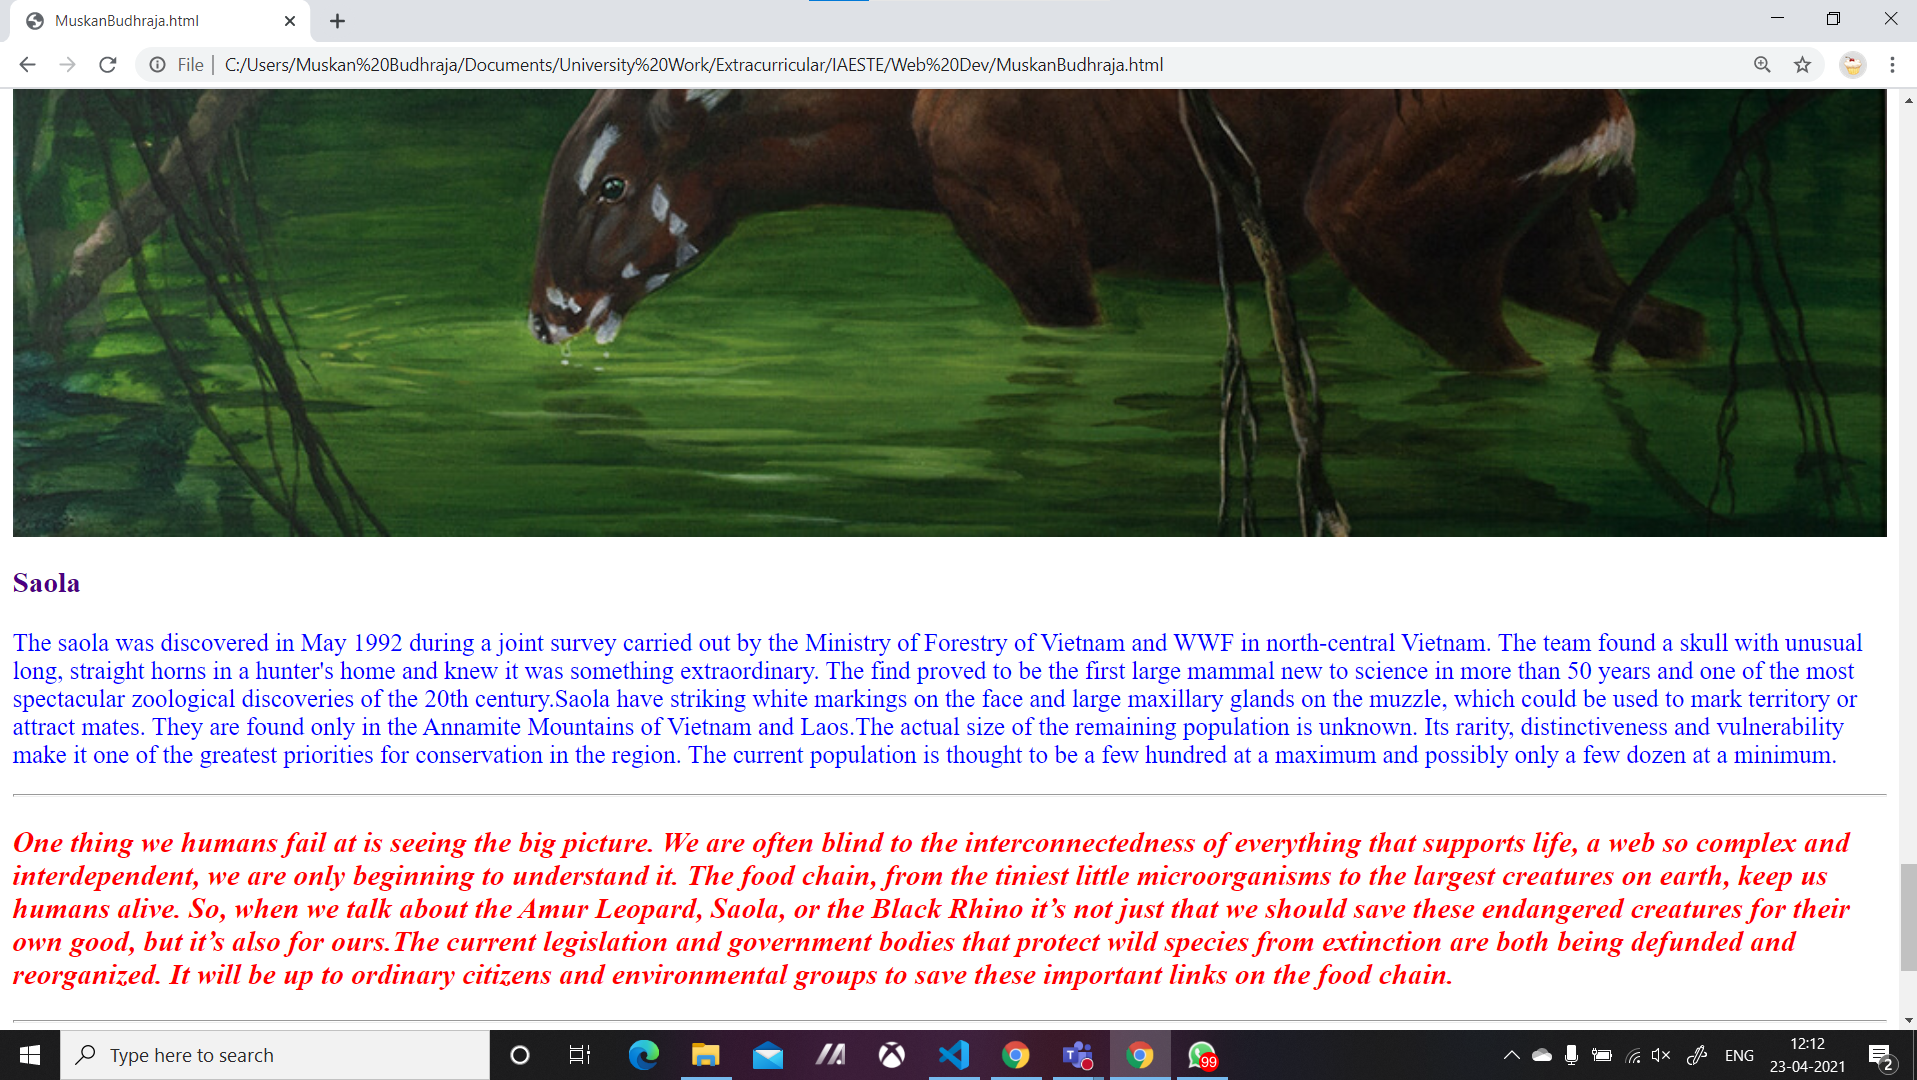 MuskanBudhraja.html
File | C:/Users/Muskan%20Budhraja/Documents/University%20Work/Extracurricular/IAESTE/Web%20Dev/MuskanBudhraja.html
Saola
The saola was discovered in May 1992 during a joint survey carried out by the Ministry of Forestry of Vietnam and WWF in north-central Vietnam. The team found a skull with unusual
long, straight horns in a hunter's home and knew it was something extraordinary. The find proved to be the first large mammal new to science in more than 50 years and one of the most
spectacular zoological discoveries of the 20th century.Saola have striking white markings on the face and large maxillary glands on the muzzle, which could be used to mark territory or
attract mates. They are found only in the Annamite Mountains of Vietnam and Laos.The actual size of the remaining population is unknown. Its rarity, distinctiveness and vulnerability
make it one of the greatest priorities for conservation in the region. The current population is thought to be a few hundred at a maximum and possibly only a few dozen at a minimum.
One thing we humans fail at is seeing the big picture. We are often blind to the interconnectedness of everything that supports life, a web so complex and
interdependent, we are only beginning to understand it. The food chain, from the tiniest little microorganisms to the largest creatures on earth, keep us
humans alive. So, when we talk about the Amur Leopard, Saola, or the Black Rhino it’s not just that we should save these endangered creatures for their
own good, but it’s also for ours.The current legislation and government bodies that protect wild species from extinction are both being defunded and
reorganized. It will be up to ordinary citizens and environmental groups to save these important links on the food chain.
Type here to search
99
ENG
12:12
23-04-2021
2